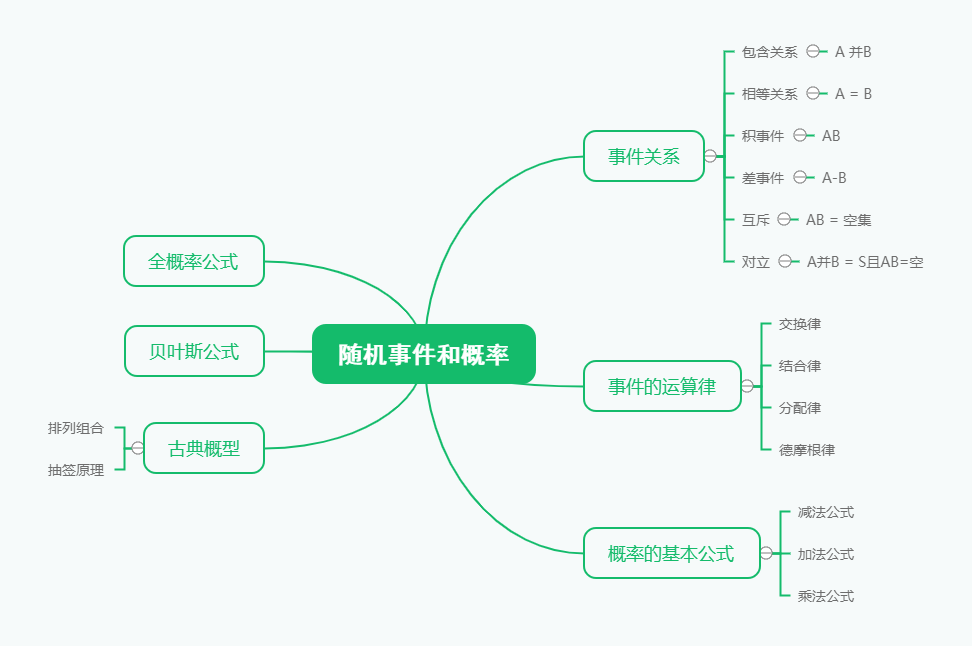 随机事件和概率
事件关系
包含关系 A 并B
相等关系 A = B
积事件 AB
差事件 A-B
互斥 AB = 空集
对立 A并B = S且AB=空
事件的运算律
交换律
结合律
分配律
德摩根律
概率的基本公式
减法公式
加法公式
乘法公式
全概率公式
贝叶斯公式
古典概型
排列组合
抽签原理